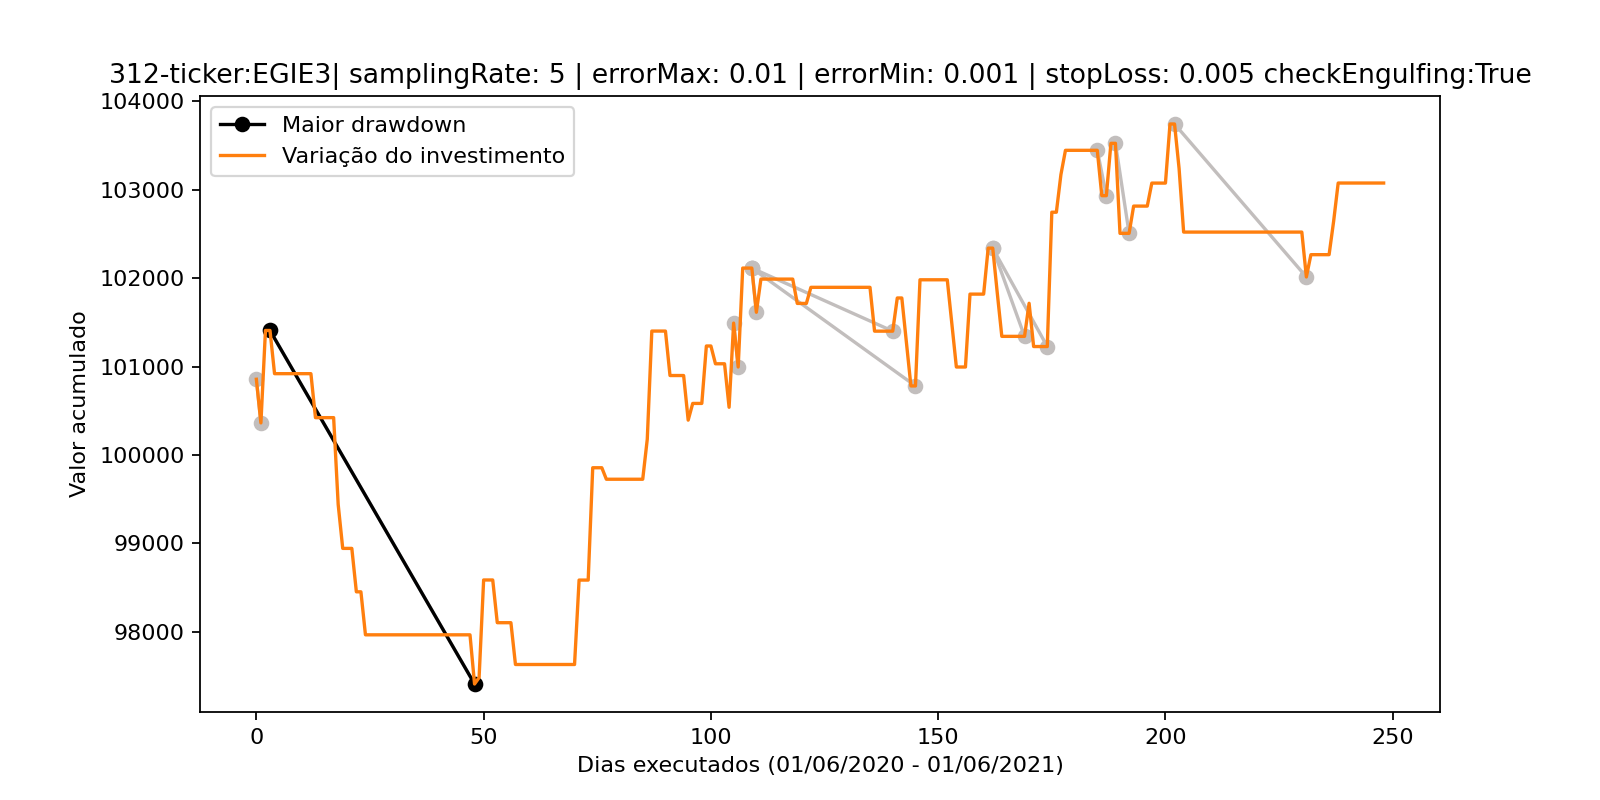 312-ticker:EGIE3| samplingRate: 5 | errorMax: 0.01 | errorMin: 0.001 | stopLoss: 0.005 checkEngulfing:True
Maior drawdown
Variação do investimento
104000
103000
102000
101000
100000
99000
98000
Valor acumulado
0 50 100 150 200 250
Dias executados (01/06/2020 - 01/06/2021)